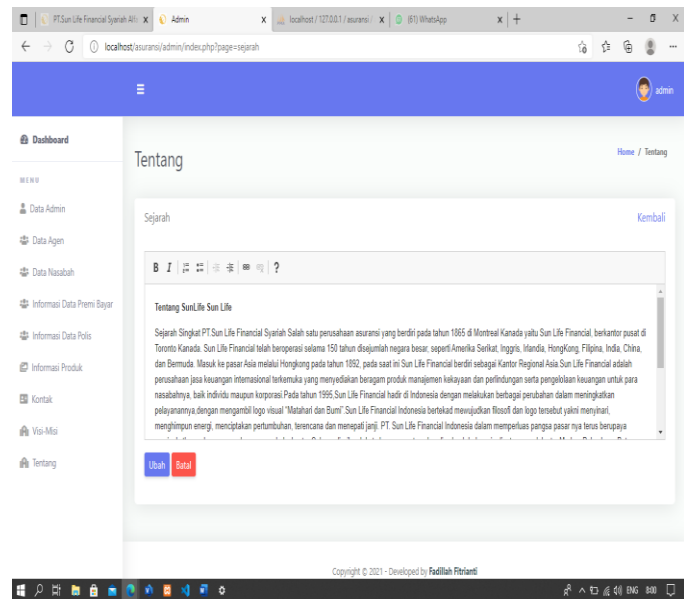 PT.Sun Life Financial Syariah Alfa
Admin
localhost / 127.0.0.1 / asuransi /
(61) WhatsApp
localhost/asuransi/admin/index.php?page=sejarah
admin
Dashboard
MENU
Data Admin
Data Agen
Data Nasabah
Informasi Data Premi Bayar
Informasi Data Polis
Informasi Produk
Kontak
Visi-Misi
Tentang
Tentang
Home / Tentang
Sejarah
Kembali
B I ?
Tentang SunLife Sun Life
Sejarah Singkat PT.Sun Life Financial Syariah Salah satu perusahaan asuransi yang berdiri pada tahun 1865 di Montreal Kanada yaitu Sun Life Financial, berkantor pusat di
Toronto Kanada. Sun Life Financial telah beroperasi selama 150 tahun disejumlah negara besar, seperti Amerika Serikat, Inggris, Irlandia, HongKong, Filipina, India, China,
dan Bermuda. Masuk ke pasar Asia melalui Hongkong pada tahun 1892, pada saat ini Sun Life Financial berdiri sebagai Kantor Regional Asia.Sun Life Financial adalah
perusahaan jasa keuangan internasional terkemuka yang menyediakan beragam produk manajemen kekayaan dan perlindungan serta pengelolaan keuangan untuk para
nasabahnya, baik individu maupun korporasi.Pada tahun 1995,Sun Life Financial hadir di Indonesia dengan melakukan berbagai perubahan dalam meningkatkan
pelayanannya,dengan mengambil logo visual "Matahari dan Bumi" Sun Life Financial Indonesia bertekad mewujudkan filosofi dan logo tersebut yakni menyinari,
menghimpun energi, menciptakan pertumbuhan, terencana dan menepati janji. PT. Sun Life Financial Indonesia dalam memperluas pangsa pasar nya terus berupaya
Ubah
Batal
Copyright © 2021 - Developed by Fadillah Fitrianti
ENG 8:00